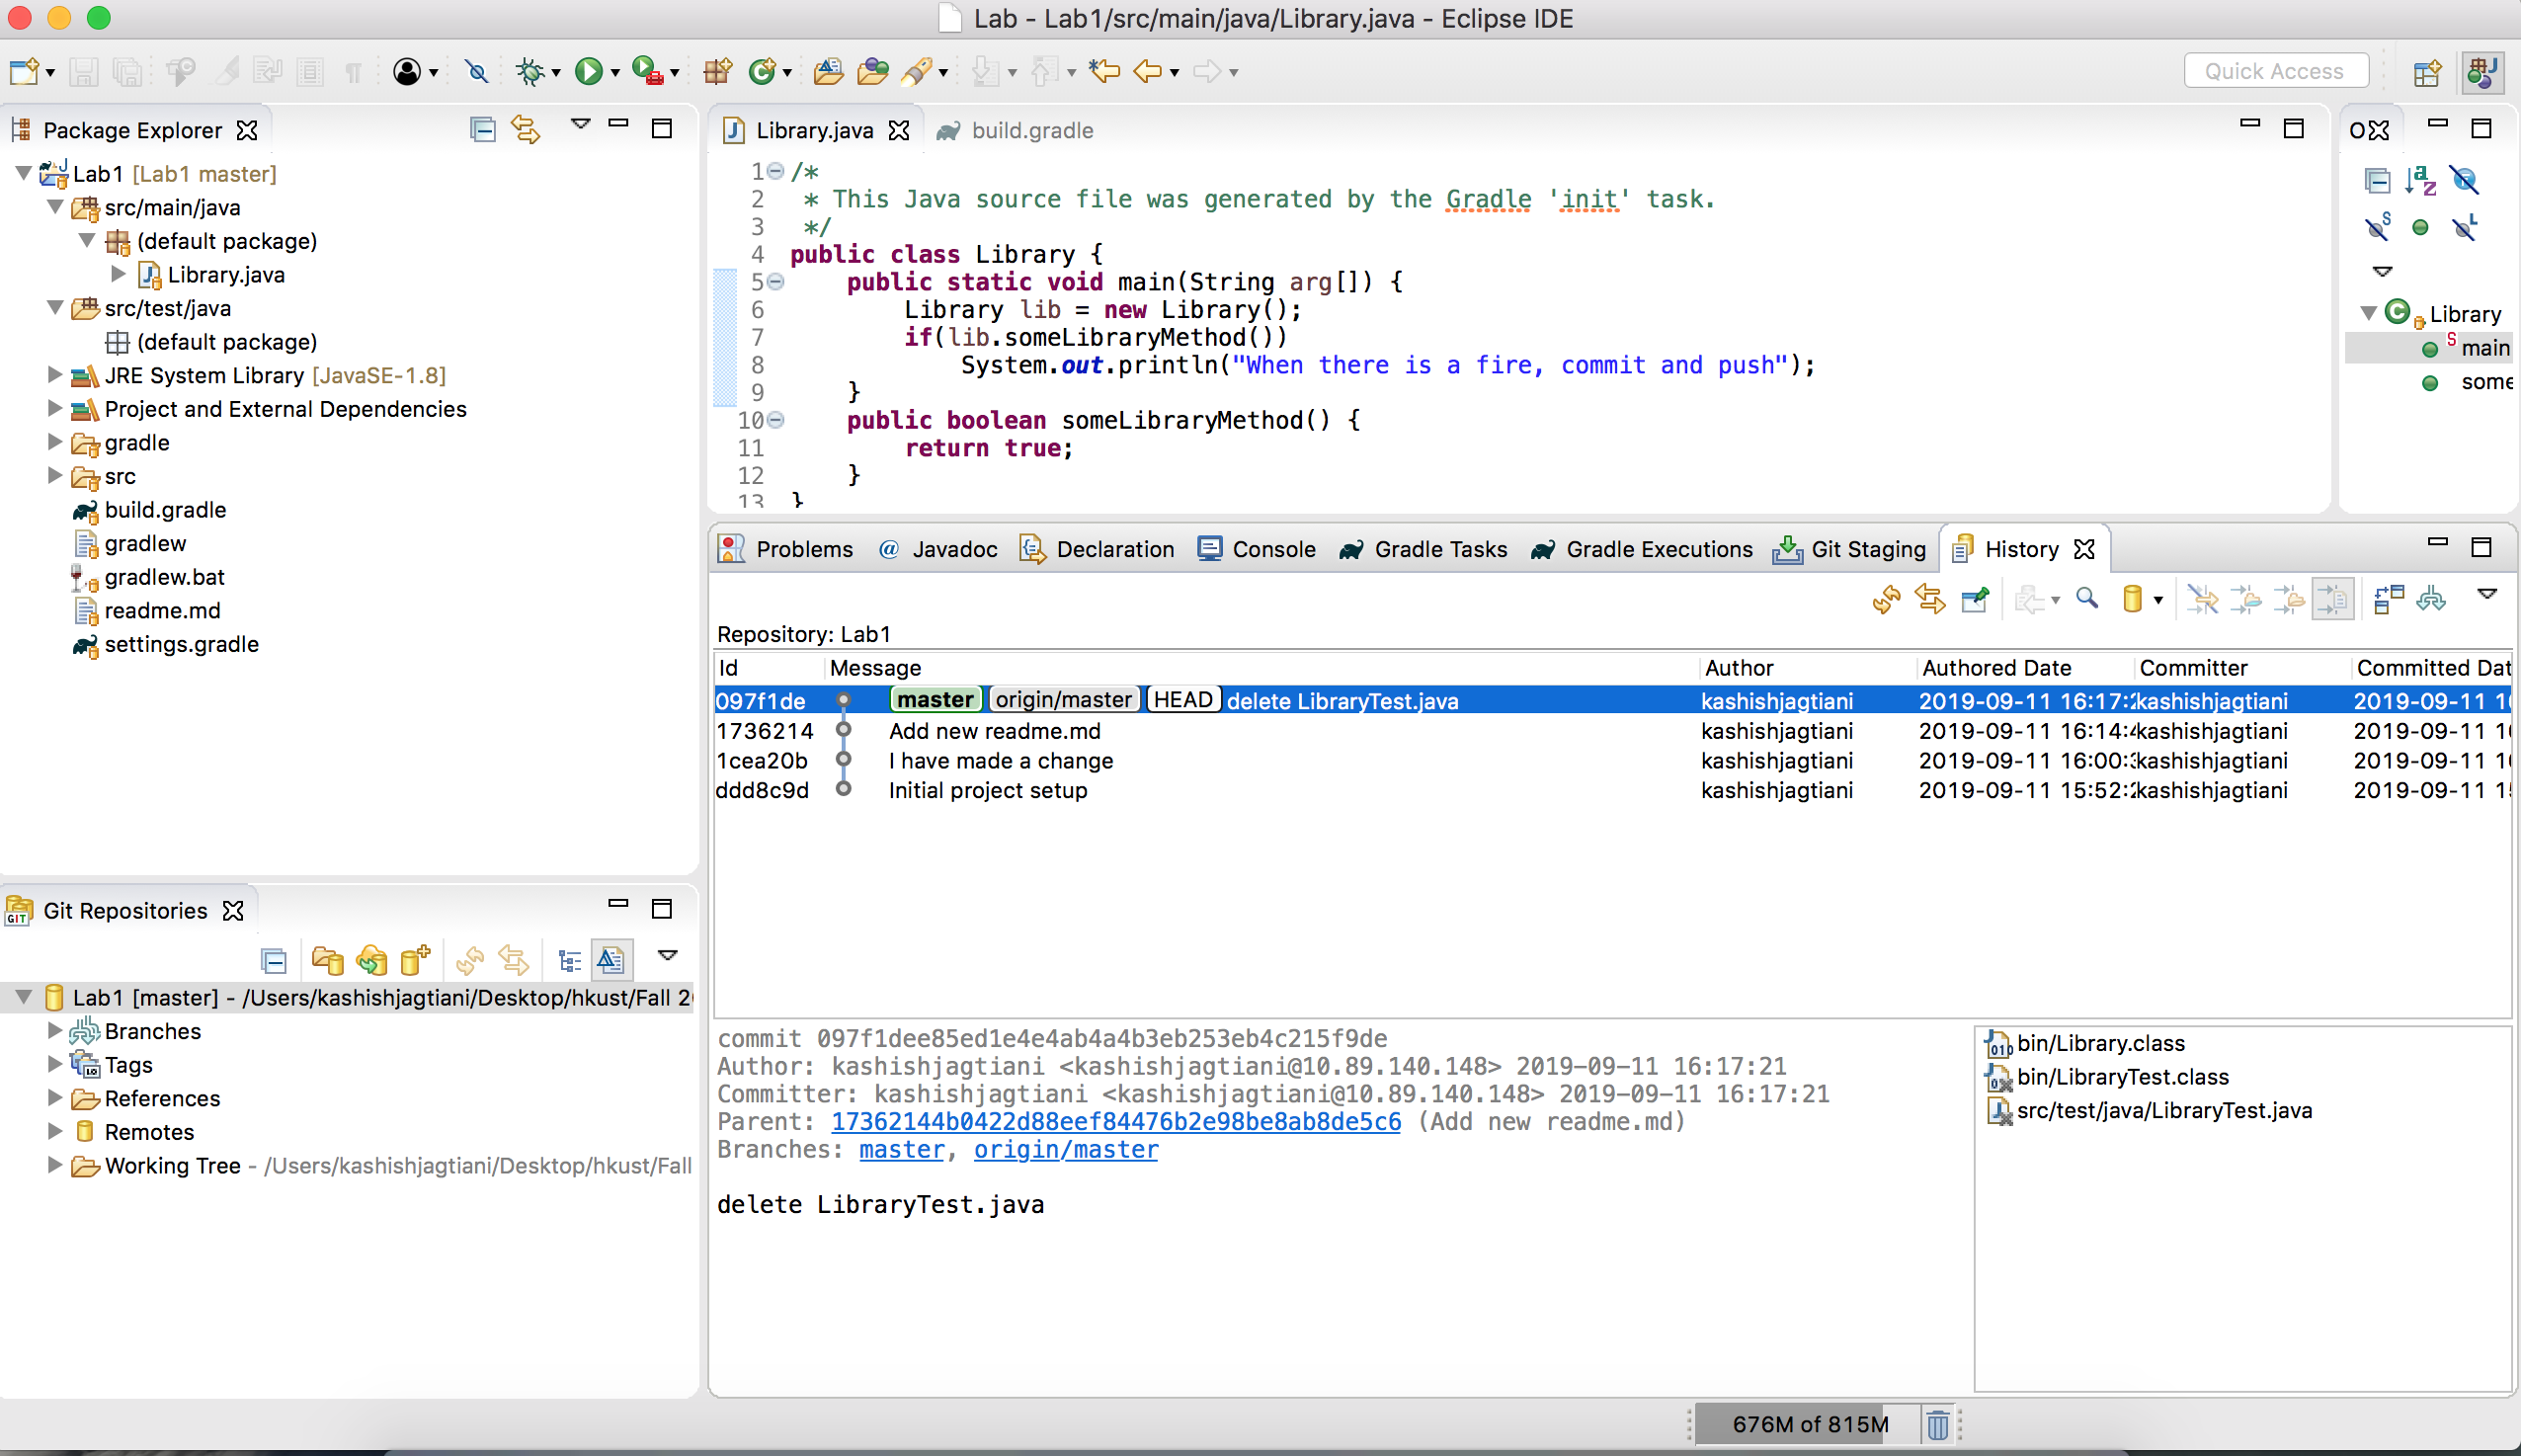 Lab - Lab1/src/main/java/Library.java - Eclipse IDE
Quick Access
Package Explorer
Lab1 [Lab1 master]
src/main/java
(default package)
Library.java
src/test/java
(default package)
JRE System Library [JavaSE-1.8]
Project and External Dependencies
gradle
src
build.gradle
gradlew
gradlew.bat
readme.md
settings.gradle
Library.java
build.gradle
1 /*
2 * This Java source file was generated by the Gradle 'init' task.
3 */
4 public class Library {
5 public static void main(String arg[]) {
6 Library lib = new Library();
7 if(lib.someLibraryMethod())
8 System.out.println("When there is a fire, commit and push");
9 }
10 public boolean someLibraryMethod() {
11 return true;
12 }
13 }
O
Library
main
some
Git Repositories
Lab1 [master] - /Users/kashishjagtiani/Desktop/hkust/Fall 2
Branches
Tags
References
Remotes
Working Tree - /Users/kashishjagtiani/Desktop/hkust/Fall
Problems @ Javadoc Declaration Console Gradle Tasks Gradle Executions Git Staging History
Repository: Lab1
Id Message Author Authored Date Committer Committed Dat
097f1de master origin/master HEAD delete LibraryTest.java kashishjagtiani 2019-09-11 16:17: kashishjagtiani 2019-09-11 1
1736214 Add new readme.md kashishjagtiani 2019-09-11 16:14: kashishjagtiani 2019-09-11 1
1cea20b I have made a change kashishjagtiani 2019-09-11 16:00: kashishjagtiani 2019-09-11 1
ddd8c9d Initial project setup kashishjagtiani 2019-09-11 15:52: kashishjagtiani 2019-09-11 1
commit 097f1dee85ed1e4e4ab4a4b3eb253eb4c215f9de
Author: kashishjagtiani <kashishjagtiani@10.89.140.148> 2019-09-11 16:17:21
Committer: kashishjagtiani <kashishjagtiani@10.89.140.148> 2019-09-11 16:17:21
Parent: 17362144b0422d88eef84476b2e98be8ab8de5c6 (Add new readme.md)
Branches: master, origin/master
delete LibraryTest.java
bin/Library.class
bin/LibraryTest.class
src/test/java/LibraryTest.java
676M of 815M